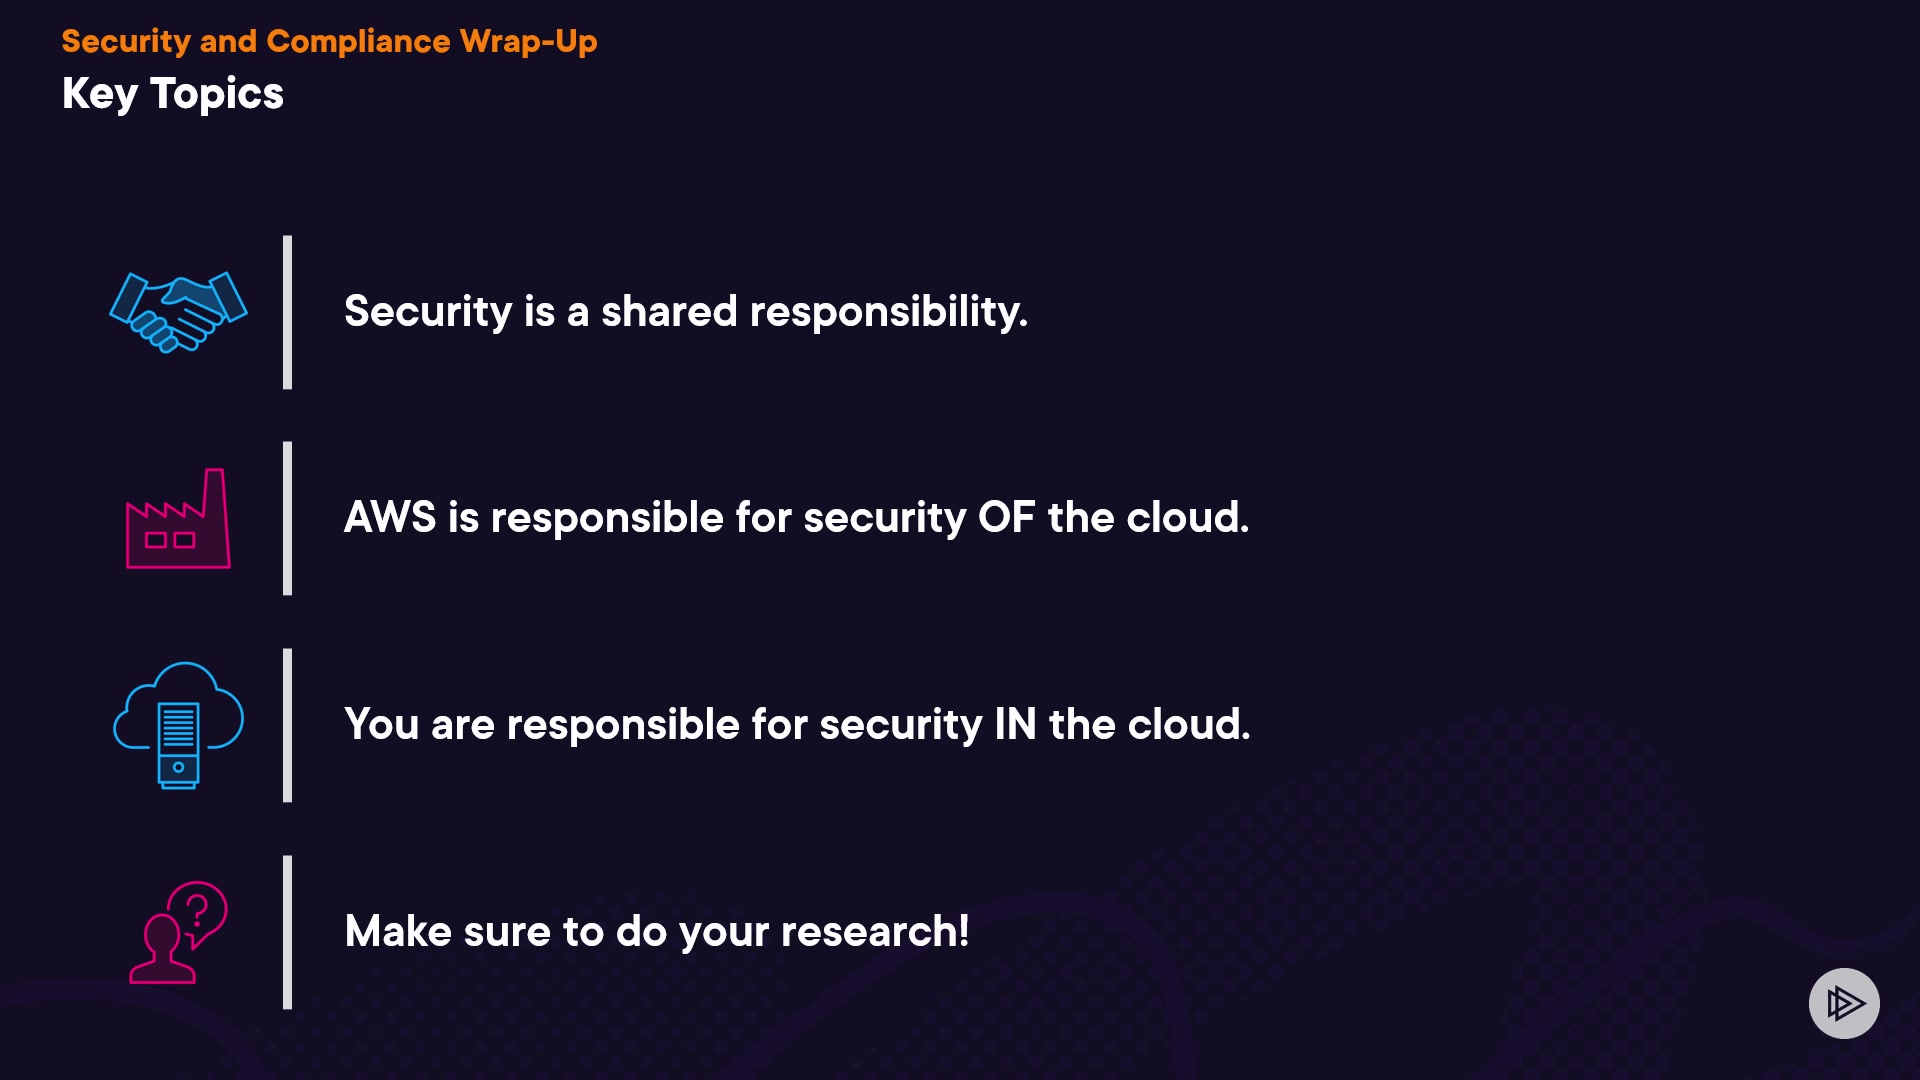 Security and Compliance Wrap-Up
Key Topics
Security is a shared responsibility.
AWS is responsible for security OF the cloud.
You are responsible for security IN the cloud.
?
Make sure to do your research!